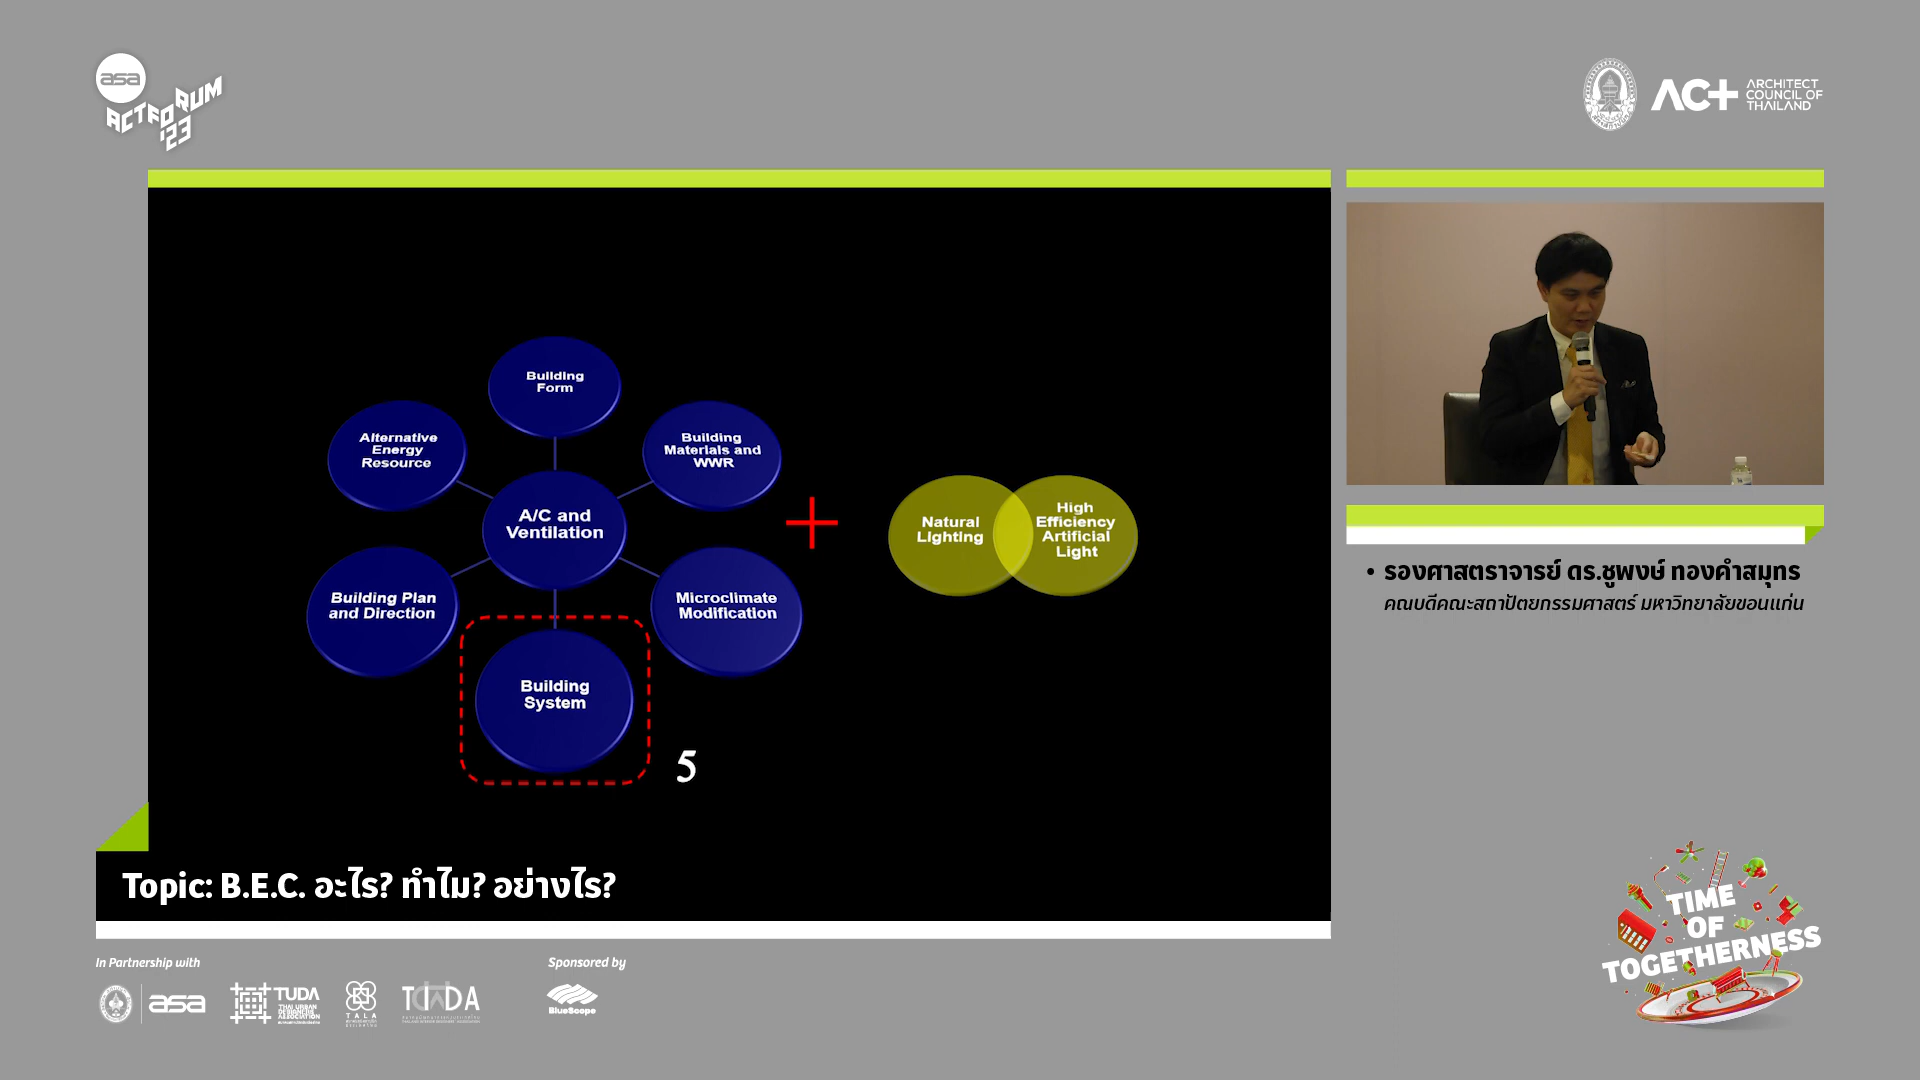 asa
ACTFORUM
'23
ACT
ARCHITECT
COUNCIL OF
THAILAND
Building
Form
Alternative
Energy
Resource
Building
Materials and
WWR
A/C and
Ventilation
Building Plan
and Direction
Microclimate
Modification
Building
System
5
Natural
Lighting
High
Efficiency
Artificial
Light
• รองศาสตราจารย์ ดร.ชูพงษ์ ทองคำสมุทร
คณบดีคณะสถาปัตยกรรมศาสตร์ มหาวิทยาลัยขอนแก่น
Topic: B.E.C. อะไร? ทำไม? อย่างไร?
TIME
OF
TOGETHERNESS
In Partnership with
Sponsored by
asa
TUDA
THAI URBAN
DESIGNERS
ASSOCIATION
TALA
TIDA
BlueScope